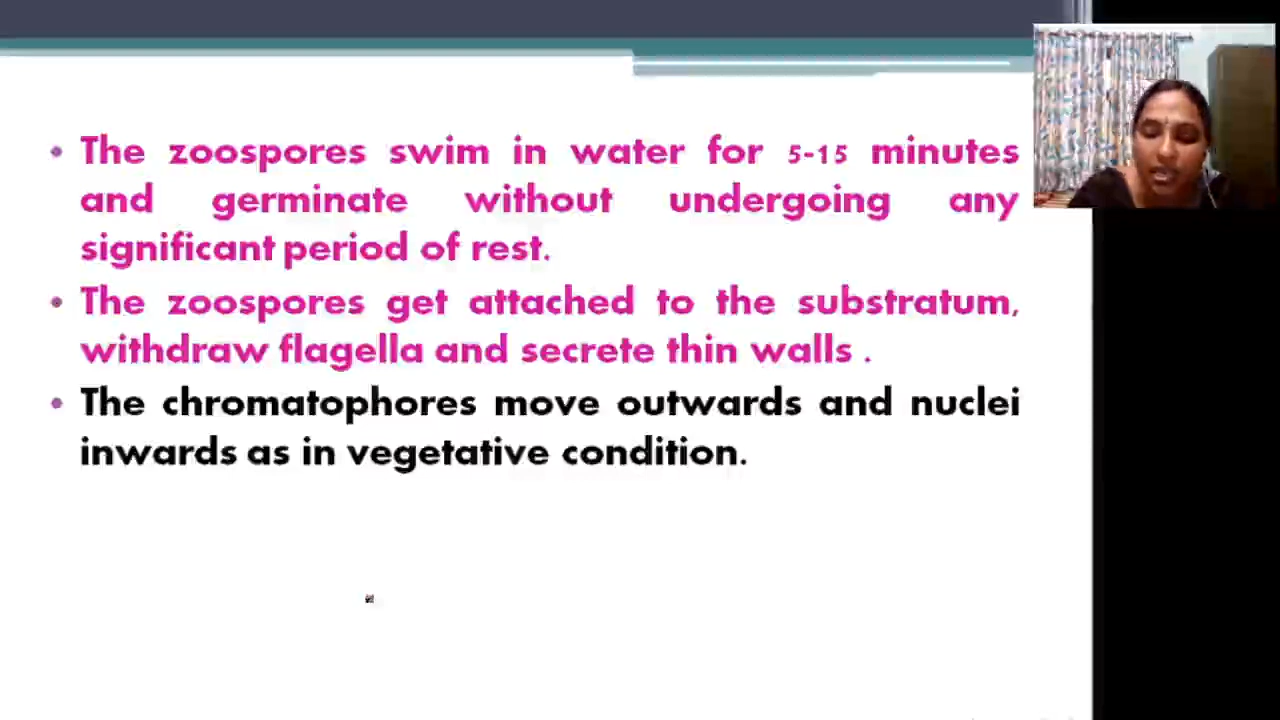 • The zoospores swim in water for 5-15 minutes
and germinate without undergoing any
significant period of rest.
• The zoospores get attached to the substratum,
withdraw flagella and secrete thin walls .
• The chromatophores move outwards and nuclei
inwards as in vegetative condition.